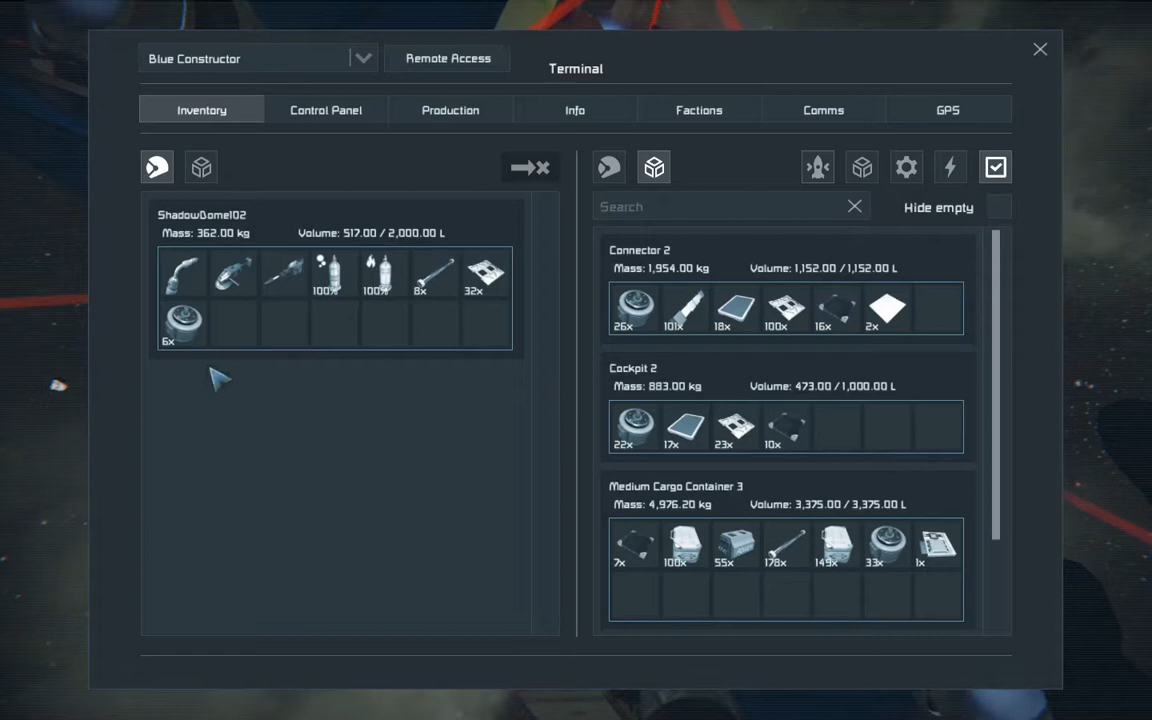 Blue Constructor
Remote Access
Terminal
Inventory
Control Panel
Production
Info
Factions
Comms
GPS
ShadowDome102
Mass: 362.00 kg Volume: 517.00 / 2,000.00 L
100% 100% 8x 32x
6x
Search
Hide empty
Connector 2
Mass: 1,954.00 kg Volume: 1,152.00 / 1,152.00 L
26x 101x 18x 100x 16x 2x
Cockpit 2
Mass: 883.00 kg Volume: 473.00 / 1,000.00 L
22x 17x 23x 10x
Medium Cargo Container 3
Mass: 4,976.20 kg Volume: 3,375.00 / 3,375.00 L
7x 100x 55x 178x 149x 33x 1x